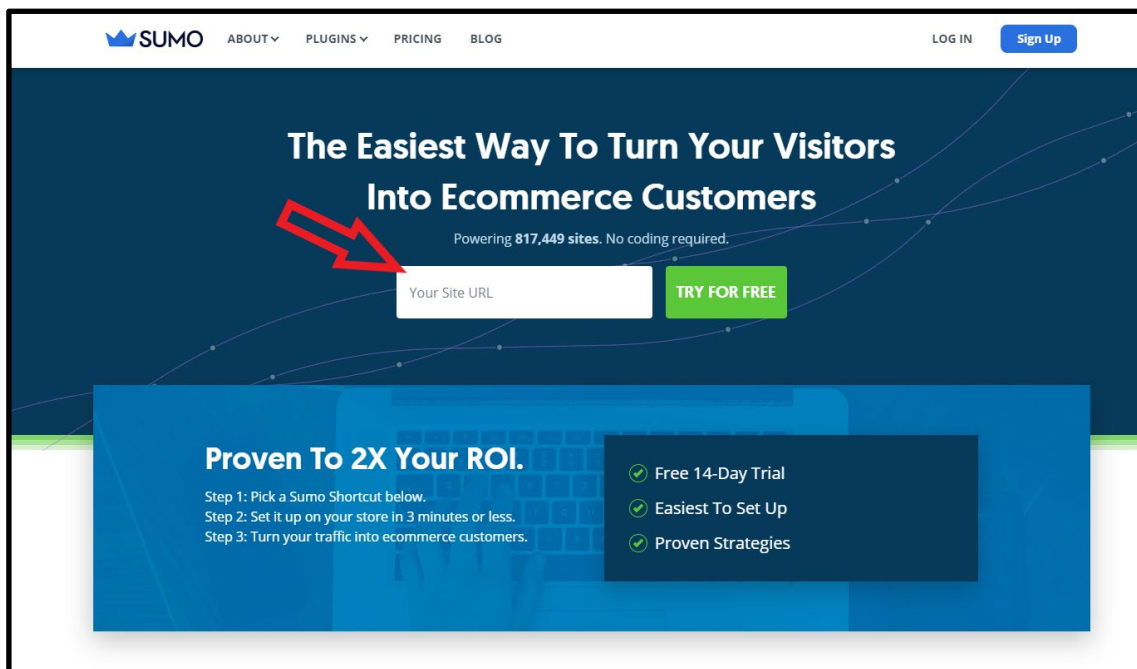 SUMO ABOUT PLUGINS PRICING BLOG LOG IN Sign Up
The Easiest Way To Turn Your Visitors
Into Ecommerce Customers
Powering 817,449 sites. No coding required.
Your Site URL TRY FOR FREE
Proven To 2X Your ROI.
Step 1: Pick a Sumo Shortcut below.
Step 2: Set it up on your store in 3 minutes or less.
Step 3: Turn your traffic into ecommerce customers.
Free 14-Day Trial
Easiest To Set Up
Proven Strategies